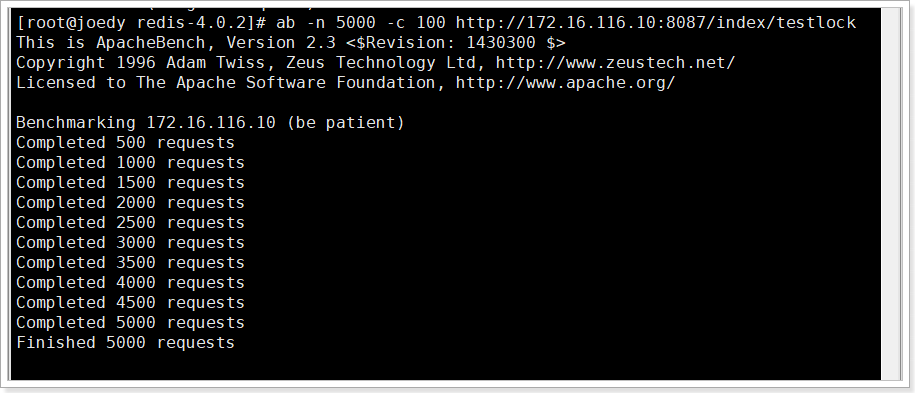 [root@joedy redis-4.0.2]# ab -n 5000 -c 100 http://172.16.116.10:8087/index/testlock
This is ApacheBench, Version 2.3 <$Revision: 1430300 $>
Copyright 1996 Adam Twiss, Zeus Technology Ltd, http://www.zeustech.net/
Licensed to The Apache Software Foundation, http://www.apache.org/
Benchmarking 172.16.116.10 (be patient)
Completed 500 requests
Completed 1000 requests
Completed 1500 requests
Completed 2000 requests
Completed 2500 requests
Completed 3000 requests
Completed 3500 requests
Completed 4000 requests
Completed 4500 requests
Completed 5000 requests
Finished 5000 requests